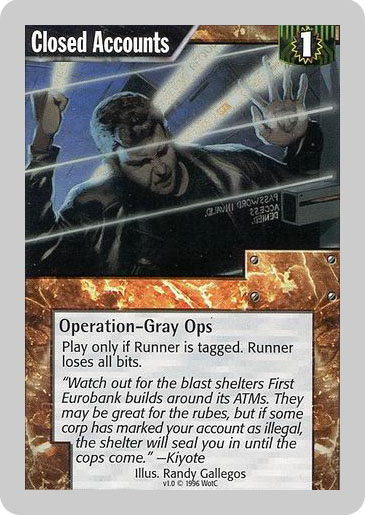 Closed Accounts
1
PASSWORD INVALID.
ACCESS
DENIED.
Operation–Gray Ops
Play only if Runner is tagged. Runner
loses all bits.
“Watch out for the blast shelters First
Eurobank builds around its ATMs. They
may be great for the rubes, but if some
corp has marked your account as illegal,
the shelter will seal you in until the
cops come.” —Kiyote
Illus. Randy Gallegos
v1.0 © 1996 WotC